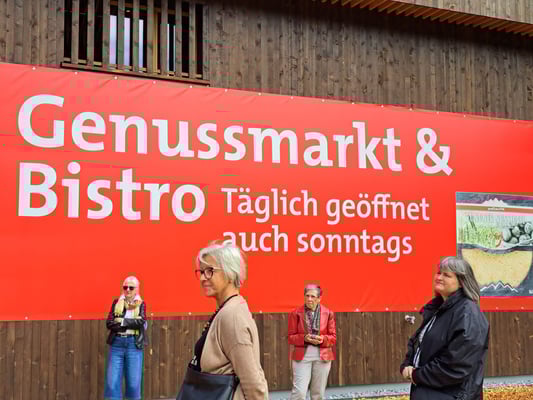 Genussmarkt &
Bistro
Täglich geöffnet
auch sonntags